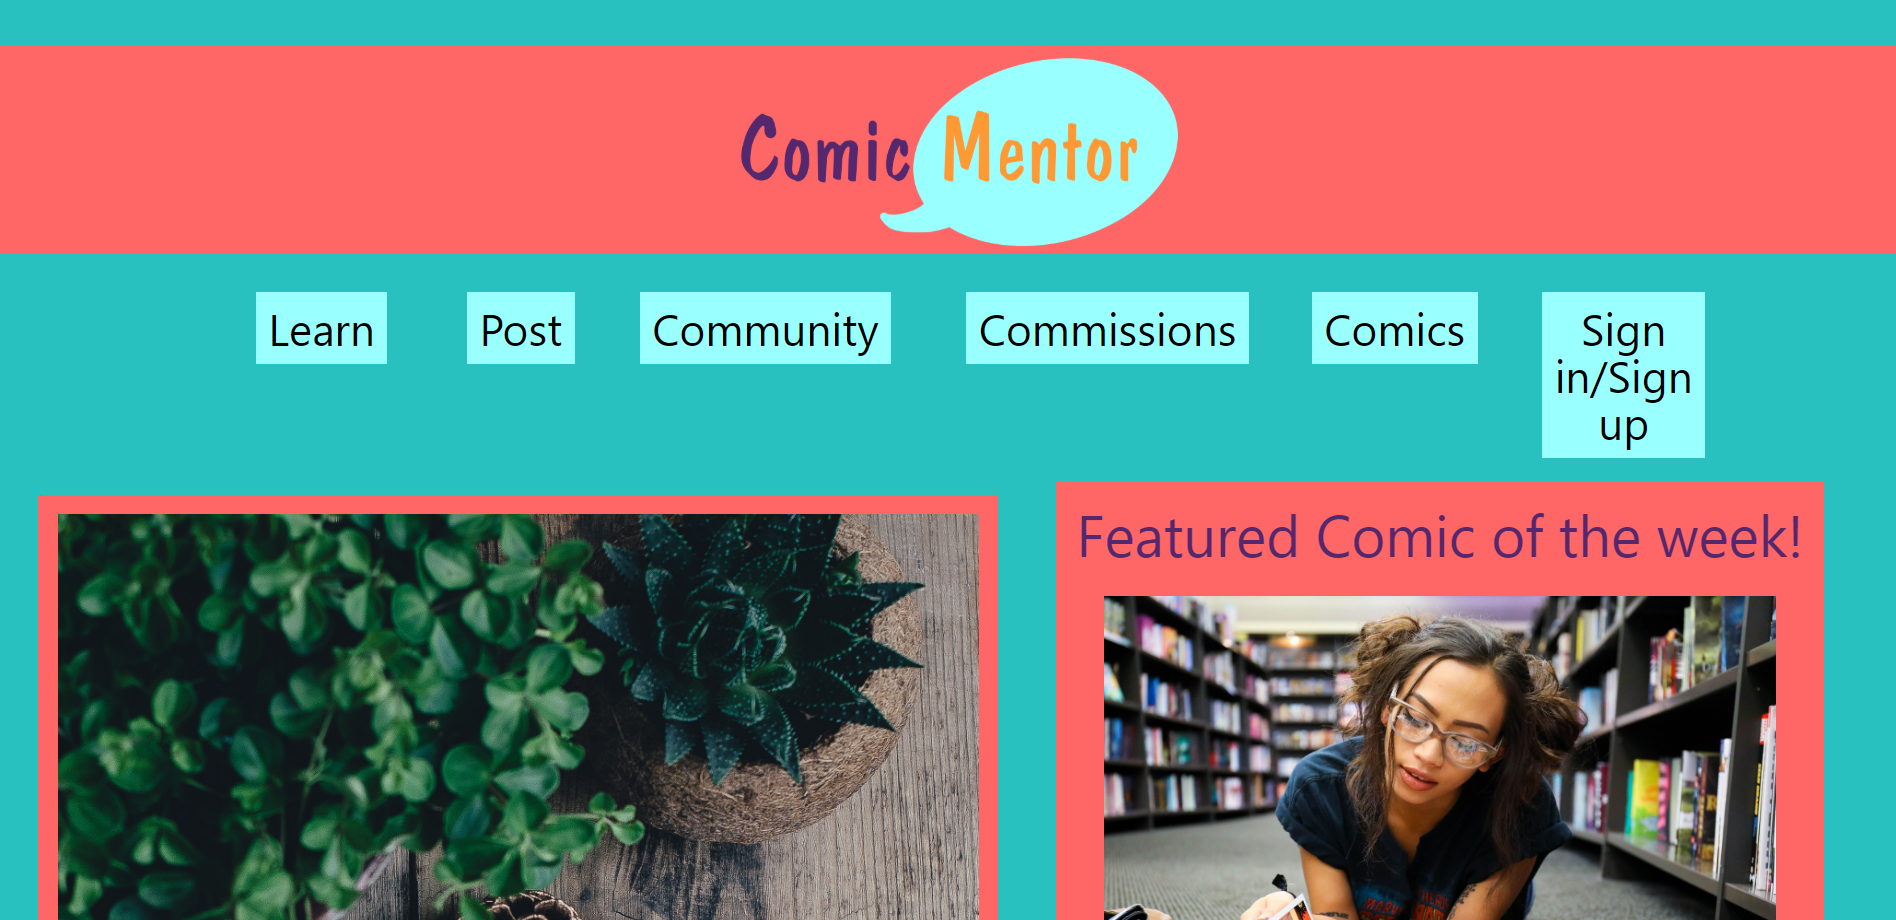 Comic Mentor
Learn
Post
Community
Commissions
Comics
Sign
in/Sign
up
Featured Comic of the week!